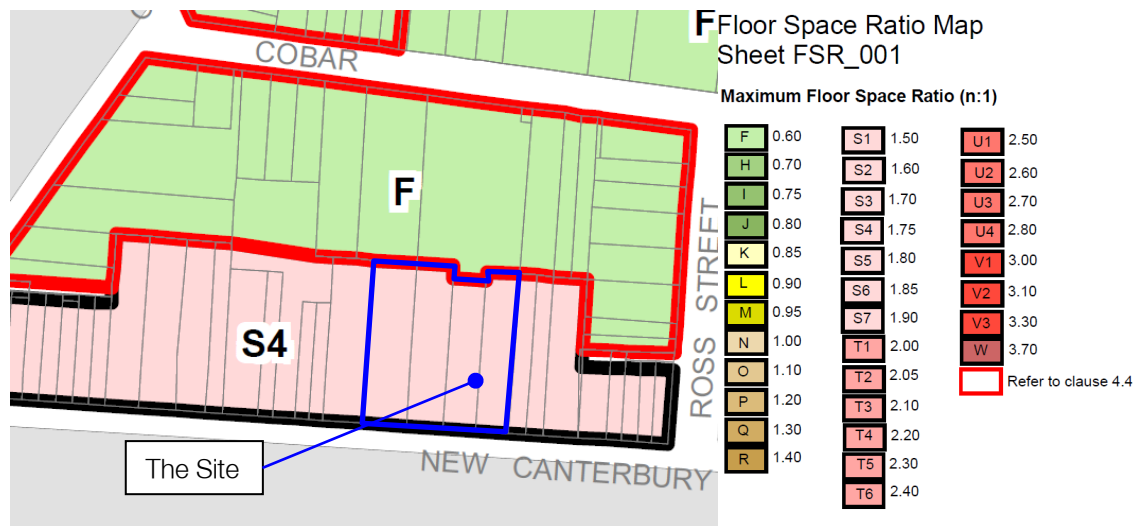 F
Floor Space Ratio Map
Sheet FSR_001
COBAR
Maximum Floor Space Ratio (n:1)
F 0.60
H 0.70
I 0.75
J 0.80
K 0.85
L 0.90
M 0.95
N 1.00
O 1.10
P 1.20
Q 1.30
R 1.40
S1 1.50
S2 1.60
S3 1.70
S4 1.75
S5 1.80
S6 1.85
S7 1.90
T1 2.00
T2 2.05
T3 2.10
T4 2.20
T5 2.30
T6 2.40
U1 2.50
U2 2.60
U3 2.70
U4 2.80
V1 3.00
V2 3.10
V3 3.30
W 3.70
Refer to clause 4.4
F
S4
ROSS STREET
The Site
NEW CANTERBURY